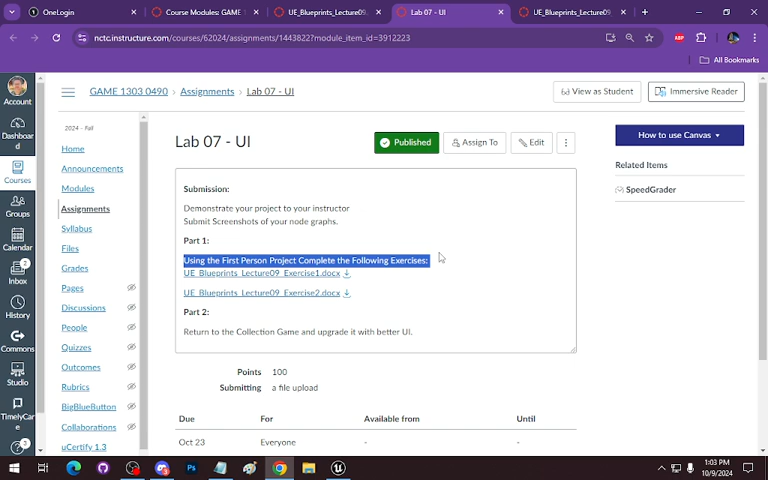 OneLogin
Course Modules: GAME
UE_Blueprints_Lecture09
Lab 07 - UI
UE_Blueprints_Lecture09
nctc.instructure.com/courses/62024/assignments/1443822?module_item_id=3912223
ABP
All Bookmarks
Account
Dashboar
d
Courses
Groups
Calendar
2
Inbox
History
Commons
Studio
TimelyCar
e
3
GAME 1303 0490 › Assignments › Lab 07 - UI
View as Student
Immersive Reader
2024 - Fall
Home
Announcements
Modules
Assignments
Syllabus
Files
Grades
Pages
Discussions
People
Quizzes
Outcomes
Rubrics
BigBlueButton
Collaborations
uCertify 1.3
Lab 07 - UI
Published
Assign To
Edit
Submission:
Demonstrate your project to your instructor
Submit Screenshots of your node graphs.
Part 1:
Using the First Person Project Complete the Following Exercises:
UE_Blueprints_Lecture09_Exercise1.docx
UE_Blueprints_Lecture09_Exercise2.docx
Part 2:
Return to the Collection Game and upgrade it with better UI.
Points 100
Submitting a file upload
Due For Available from Until
Oct 23 Everyone - -
How to use Canvas
Related Items
SpeedGrader
Ps
1:03 PM
10/9/2024